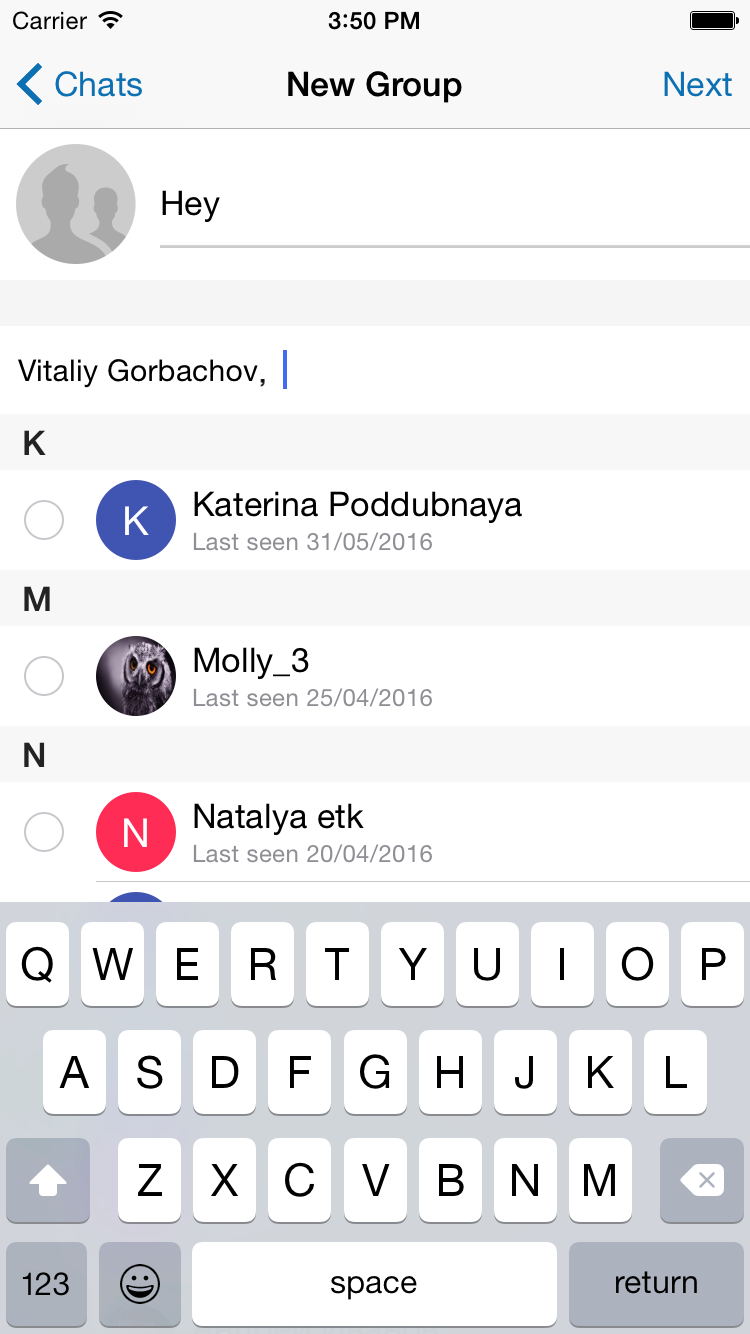 Carrier 3:50 PM
Chats New Group Next
Hey
Vitaliy Gorbachov,
K
K Katerina Poddubnaya
Last seen 31/05/2016
M
Molly_3
Last seen 25/04/2016
N
N Natalya etk
Last seen 20/04/2016
Q W E R T Y U I O P
A S D F G H J K L
Z X C V B N M
123 space return